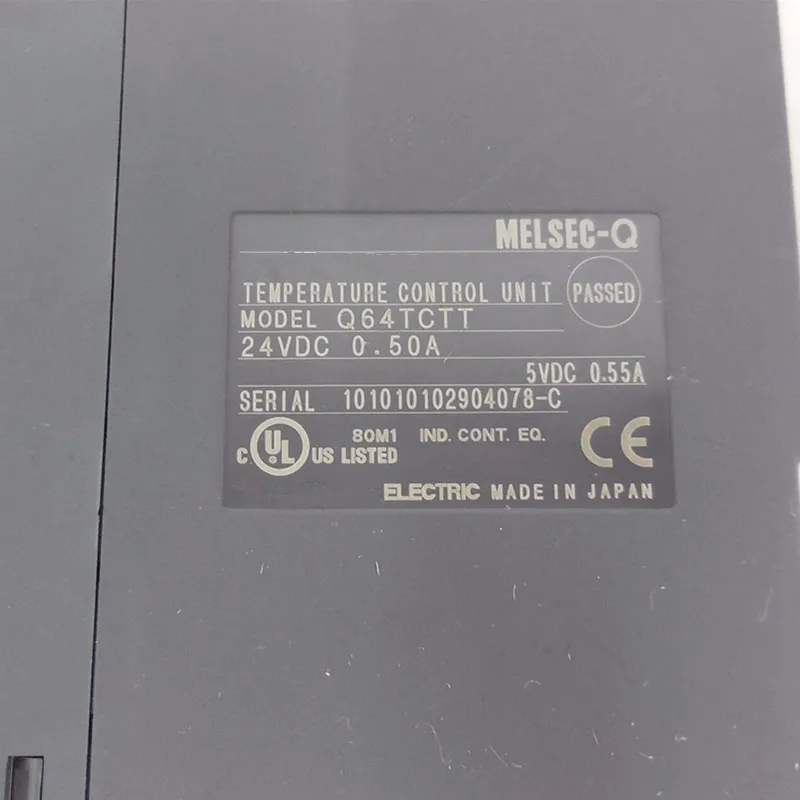 MELSEC-Q
TEMPERATURE CONTROL UNIT PASSED
MODEL Q64TCTT
24VDC 0.50A
5VDC 0.55A
SERIAL 101010102904078-C
80M1 IND. CONT. EQ.
C UL US LISTED CE
ELECTRIC MADE IN JAPAN